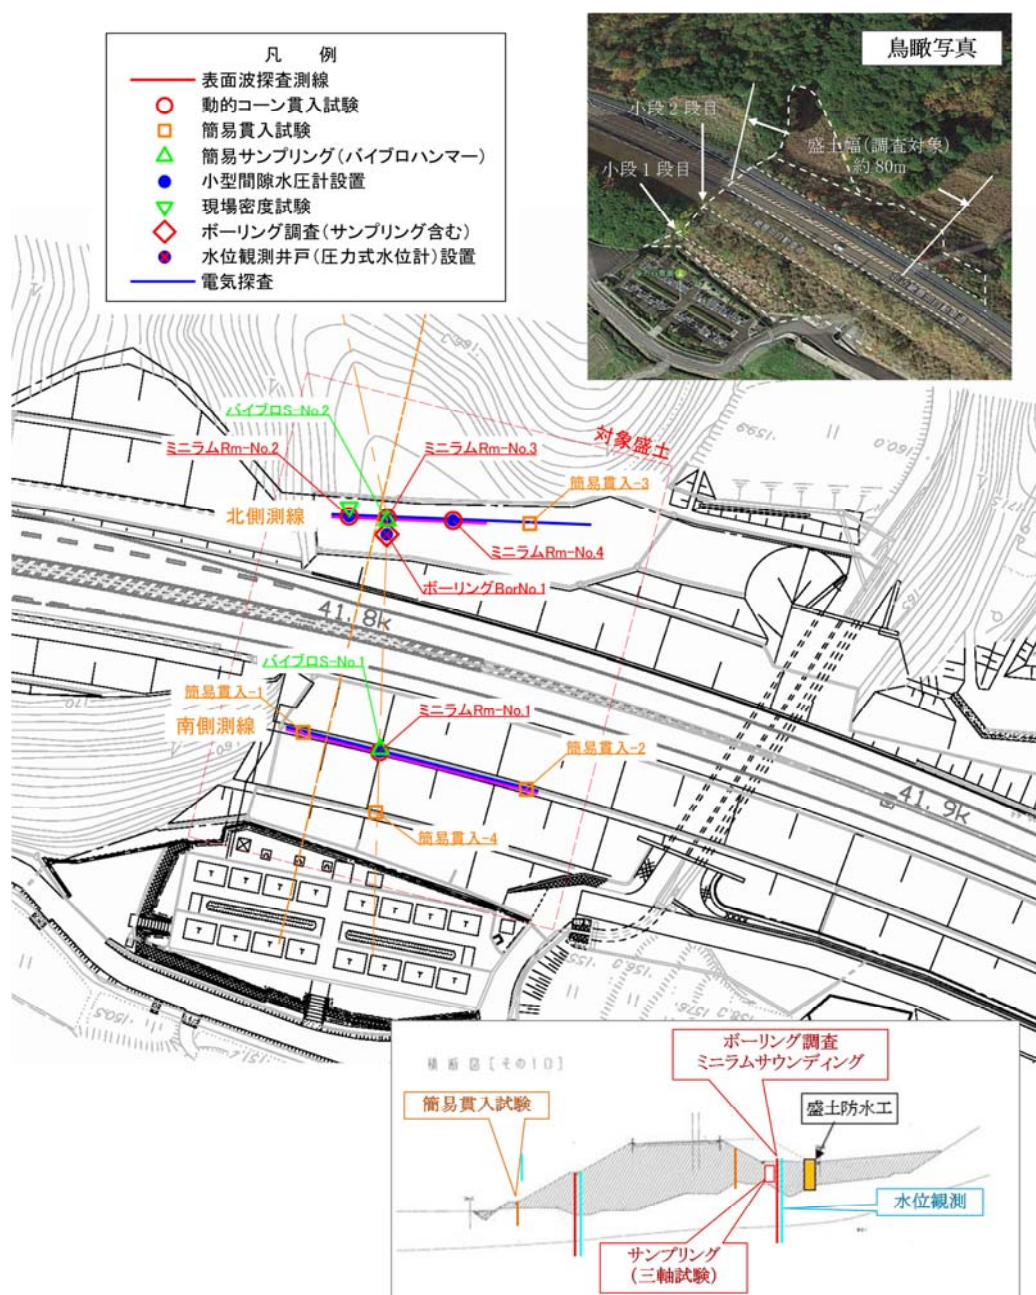 凡 例
表面波探査測線
動的コーン貫入試験
簡易貫入試験
簡易サンプリング(バイブロハンマー)
小型間隙水圧計設置
現場密度試験
ボーリング調査(サンプリング含む)
水位観測井戸(圧力式水位計)設置
電気探査
鳥瞰写真
小段2段目
小段1段目
盛土幅(調査対象)
約80m
バイブロS-No.2
ミニラムRm-No.2
ミニラムRm-No.3
対象盛土
簡易貫入-3
北側測線
ミニラムRm-No.4
ボーリングBorNo.1
41.8k
バイブロS-No.1
簡易貫入-1
ミニラムRm-No.1
南側測線
簡易貫入-2
41.9k
簡易貫入-4
横断図[その10]
ボーリング調査
ミニラムサウンディング
簡易貫入試験
盛土防水工
水位観測
サンプリング
(三軸試験)